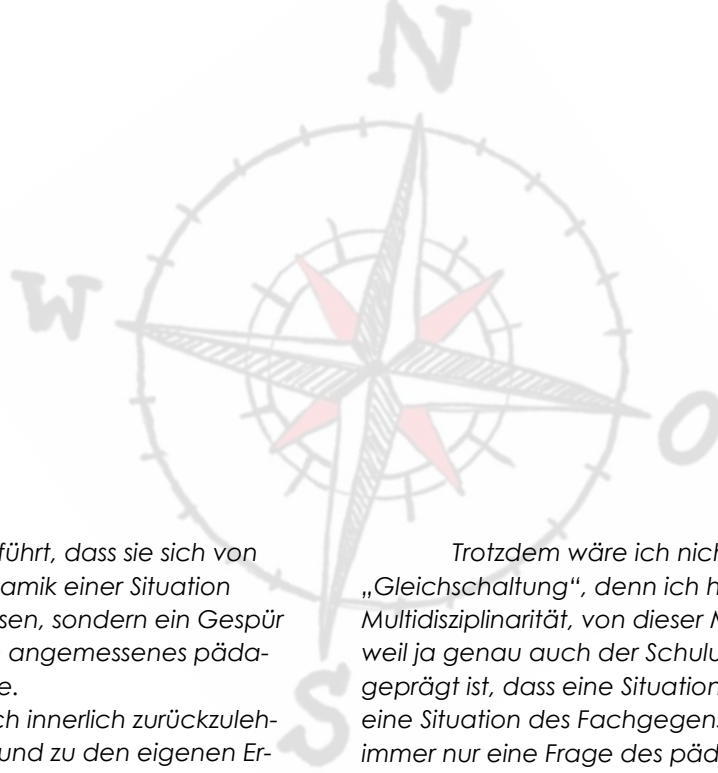 N
W
O
führt, dass sie sich von
amik einer Situation
sen, sondern ein Gespür
angemessenes päda-
e.
ch innerlich zurückzuleh-
und zu den eigenen Er-
S
Trotzdem wäre ich nich
„Gleichschaltung“, denn ich h
Multidisziplinarität, von dieser M
weil ja genau auch der Schulu
geprägt ist, dass eine Situation
eine Situation des Fachgegens
immer nur eine Frage des päd